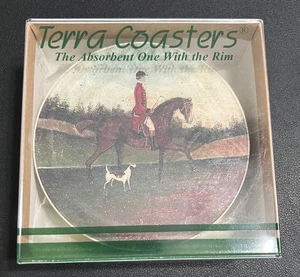 Terra Coasters®
The Absorbent One With the Rim